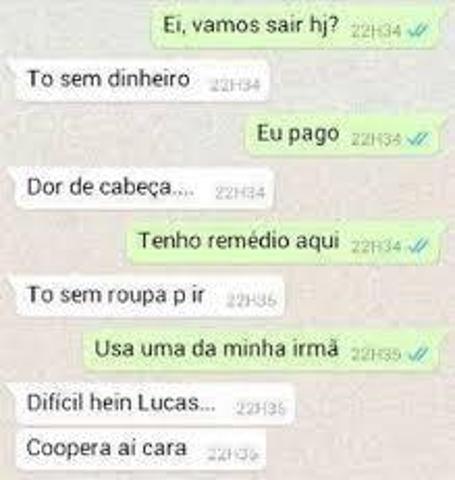 Ei, vamos sair hj? 22H34
To sem dinheiro 22H34
Eu pago 22H34
Dor de cabeça.... 22H34
Tenho remédio aqui 22H34
To sem roupa p ir 22H35
Usa uma da minha irmã 22H35
Difícil hein Lucas... 22H35
Coopera ai cara 22H35